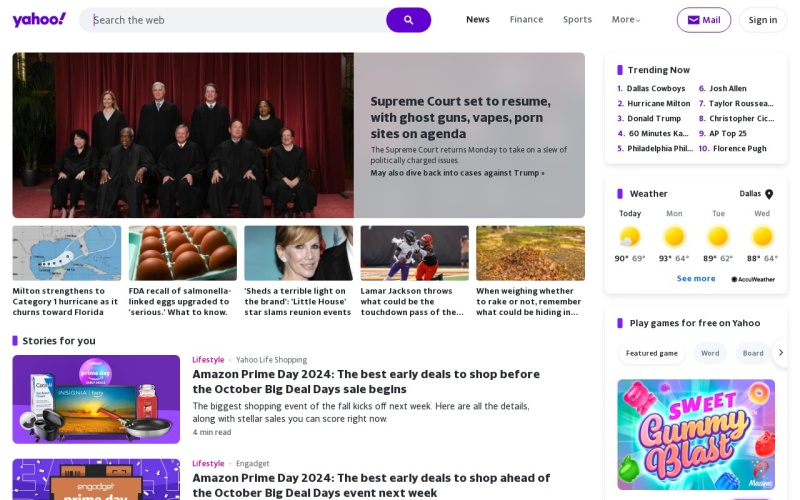 yahoo!
Search the web
News
Finance
Sports
More
Mail
Sign in
Supreme Court set to resume,
with ghost guns, vapes, porn
sites on agenda
The Supreme Court returns Monday to take on a slew of
politically charged issues.
May also dive back into cases against Trump »
Milton strengthens to
Category 1 hurricane as it
churns toward Florida
FDA recall of salmonella-
linked eggs upgraded to
'serious.' What to know.
'Sheds a terrible light on
the brand': 'Little House'
star slams reunion events
Lamar Jackson throws
what could be the
touchdown pass of the...
When weighing whether
to rake or not, remember
what could be hiding in...
Stories for you
Lifestyle · Yahoo Life Shopping
Amazon Prime Day 2024: The best early deals to shop before
the October Big Deal Days sale begins
The biggest shopping event of the fall kicks off next week. Here are all the details,
along with stellar sales you can score right now.
4 min read
prime day
INSIGNIA
fire tv
Lifestyle · Engadget
Amazon Prime Day 2024: The best early deals to shop ahead of
the October Big Deal Days event next week
engadget
prime day
Trending Now
1. Dallas Cowboys
2. Hurricane Milton
3. Donald Trump
4. 60 Minutes Ka...
5. Philadelphia Phil...
6. Josh Allen
7. Taylor Rousseau...
8. Christopher Cic...
9. AP Top 25
10. Florence Pugh
Weather
Dallas
Today
Mon
Tue
Wed
90° 69°
93° 64°
89° 62°
88° 64°
See more
AccuWeather
Play games for free on Yahoo
Featured game
Word
Board
SWEET
Gummy
Blast
Masque